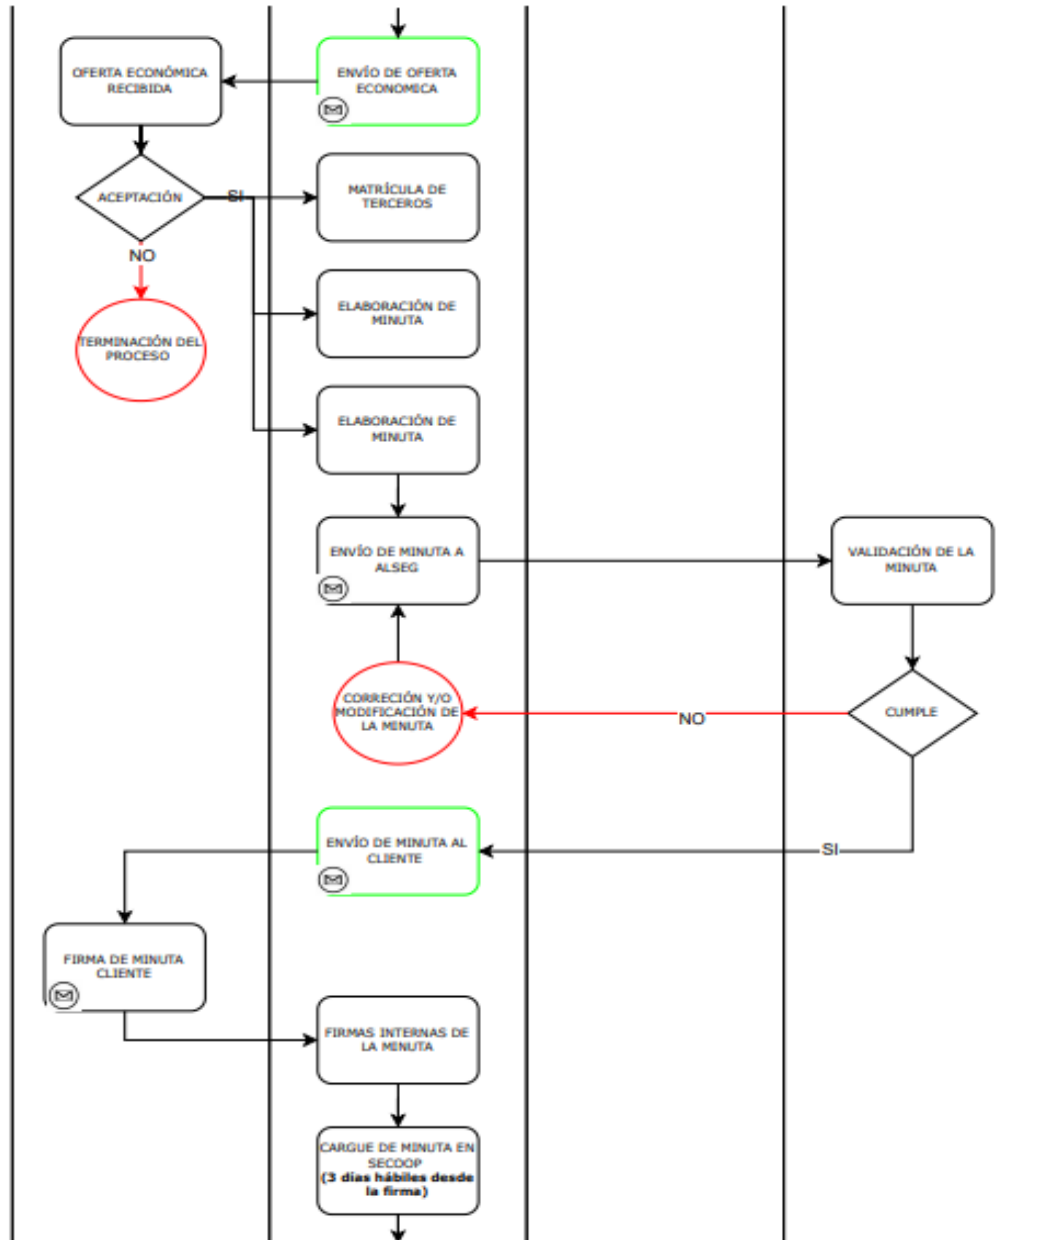 OFERTA ECONÓMICA
RECIBIDA
ENVÍO DE OFERTA
ECONOMICA
ACEPTACIÓN
SI
MATRÍCULA DE
TERCEROS
NO
TERMINACIÓN DEL
PROCESO
ELABORACIÓN DE
MINUTA
ELABORACIÓN DE
MINUTA
ENVÍO DE MINUTA A
ALSEG
VALIDACIÓN DE LA
MINUTA
CORRECIÓN Y/O
MODIFICACIÓN DE
LA MINUTA
NO
CUMPLE
ENVÍO DE MINUTA AL
CLIENTE
SI
FIRMA DE MINUTA
CLIENTE
FIRMAS INTERNAS DE
LA MINUTA
CARGUE DE MINUTA EN
SECOOP
(3 dias hábiles desde
la firma)